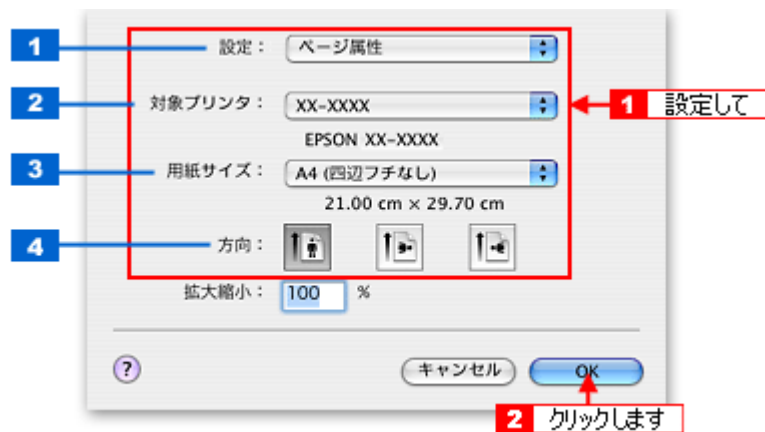 1 設定： ページ属性
2 対象プリンタ： XX-XXXX 1 設定して
EPSON XX-XXXX
3 用紙サイズ： A4 (四辺フチなし)
21.00 cm × 29.70 cm
4 方向：
拡大縮小： 100 %
? キャンセル OK
2 クリックします